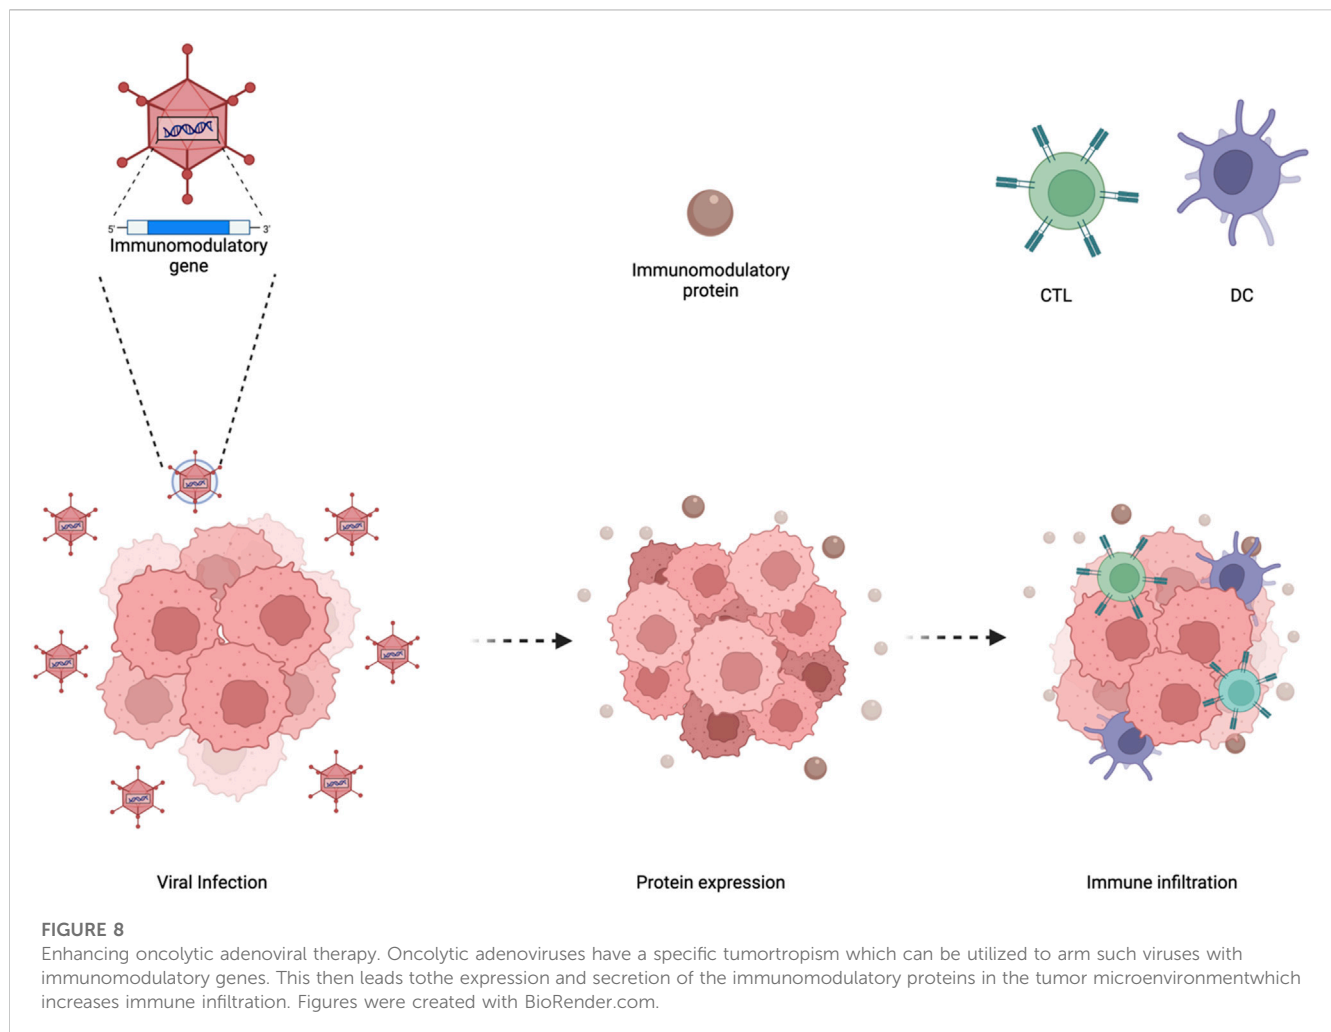 5'
3'
Immunomodulatory
gene
Immunomodulatory
protein
CTL
DC
Viral Infection
Protein expression
Immune infiltration
FIGURE 8
Enhancing oncolytic adenoviral therapy. Oncolytic adenoviruses have a specific tumortropism which can be utilized to arm such viruses with
immunomodulatory genes. This then leads tothe expression and secretion of the immunomodulatory proteins in the tumor microenvironmentwhich
increases immune infiltration. Figures were created with BioRender.com.